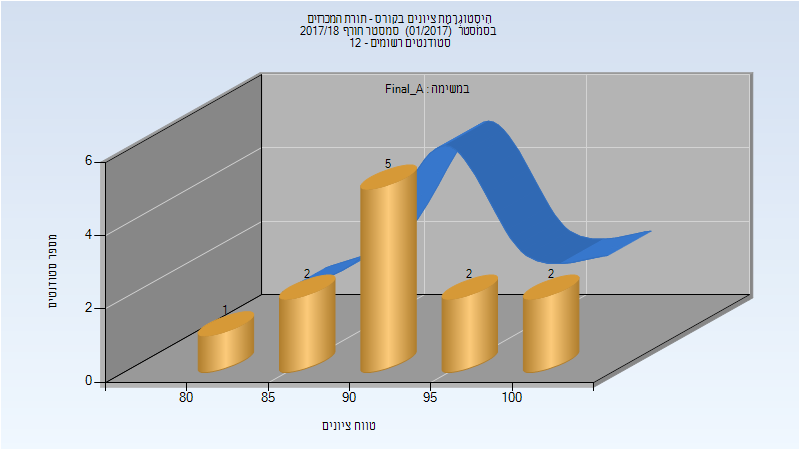 היסטוגרמת ציונים בקורס - תורת המכרזים
בסמסטר (01/2017) סמסטר חורף 2017/18
סטודנטים רשומים - 12
במשימה : Final_A
מספר סטודנטים
6
4
2
0
1
2
5
2
2
80
85
90
95
100
טווח ציונים